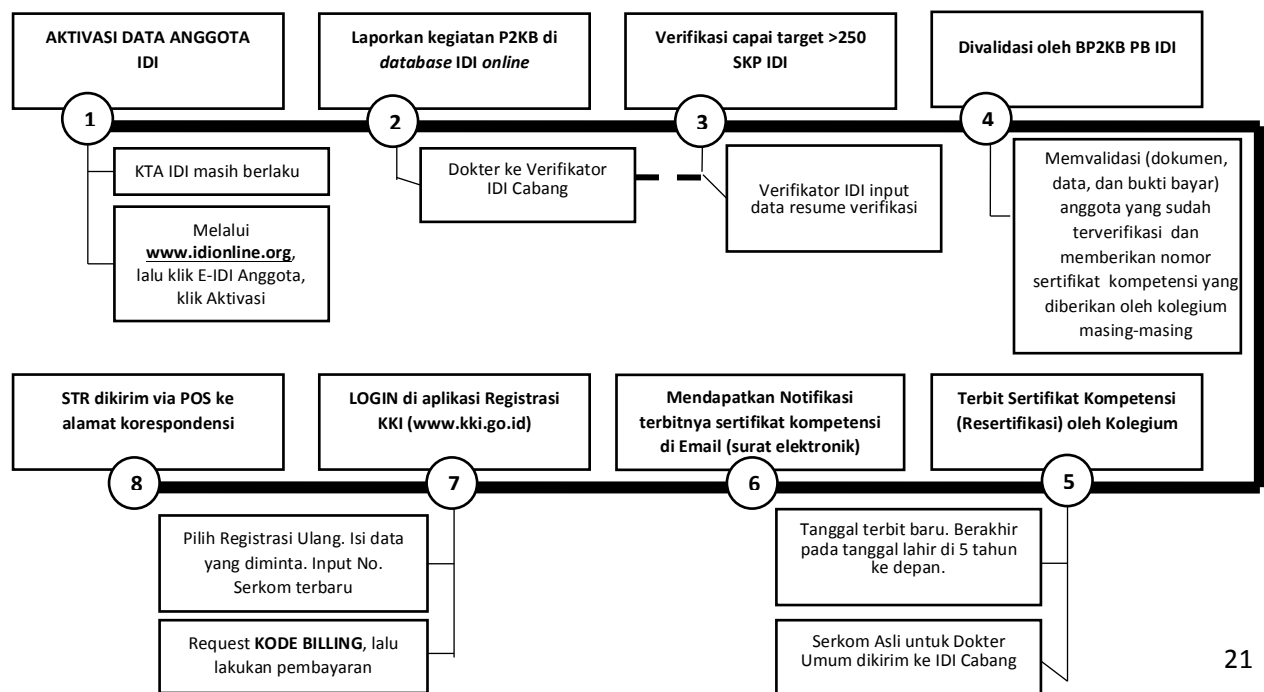 AKTIVASI DATA ANGGOTA
IDI
Laporkan kegiatan P2KB di
database IDI online
Verifikasi capai target >250
SKP IDI
Divalidasi oleh BP2KB PB IDI
1
2
3
4
KTA IDI masih berlaku
Melalui
www.idionline.org,
lalu klik E-IDI Anggota,
klik Aktivasi
Dokter ke Verifikator
IDI Cabang
Verifikator IDI input
data resume verifikasi
Memvalidasi (dokumen,
data, dan bukti bayar)
anggota yang sudah
terverifikasi dan
memberikan nomor
sertifikat kompetensi yang
diberikan oleh kolegium
masing-masing
STR dikirim via POS ke
alamat korespondensi
LOGIN di aplikasi Registrasi
KKI (www.kki.go.id)
Mendapatkan Notifikasi
terbitnya sertifikat kompetensi
di Email (surat elektronik)
Terbit Sertifikat Kompetensi
(Resertifikasi) oleh Kolegium
8
7
6
5
Pilih Registrasi Ulang. Isi data
yang diminta. Input No.
Serkom terbaru
Request KODE BILLING, lalu
lakukan pembayaran
Tanggal terbit baru. Berakhir
pada tanggal lahir di 5 tahun
ke depan.
Serkom Asli untuk Dokter
Umum dikirim ke IDI Cabang
21